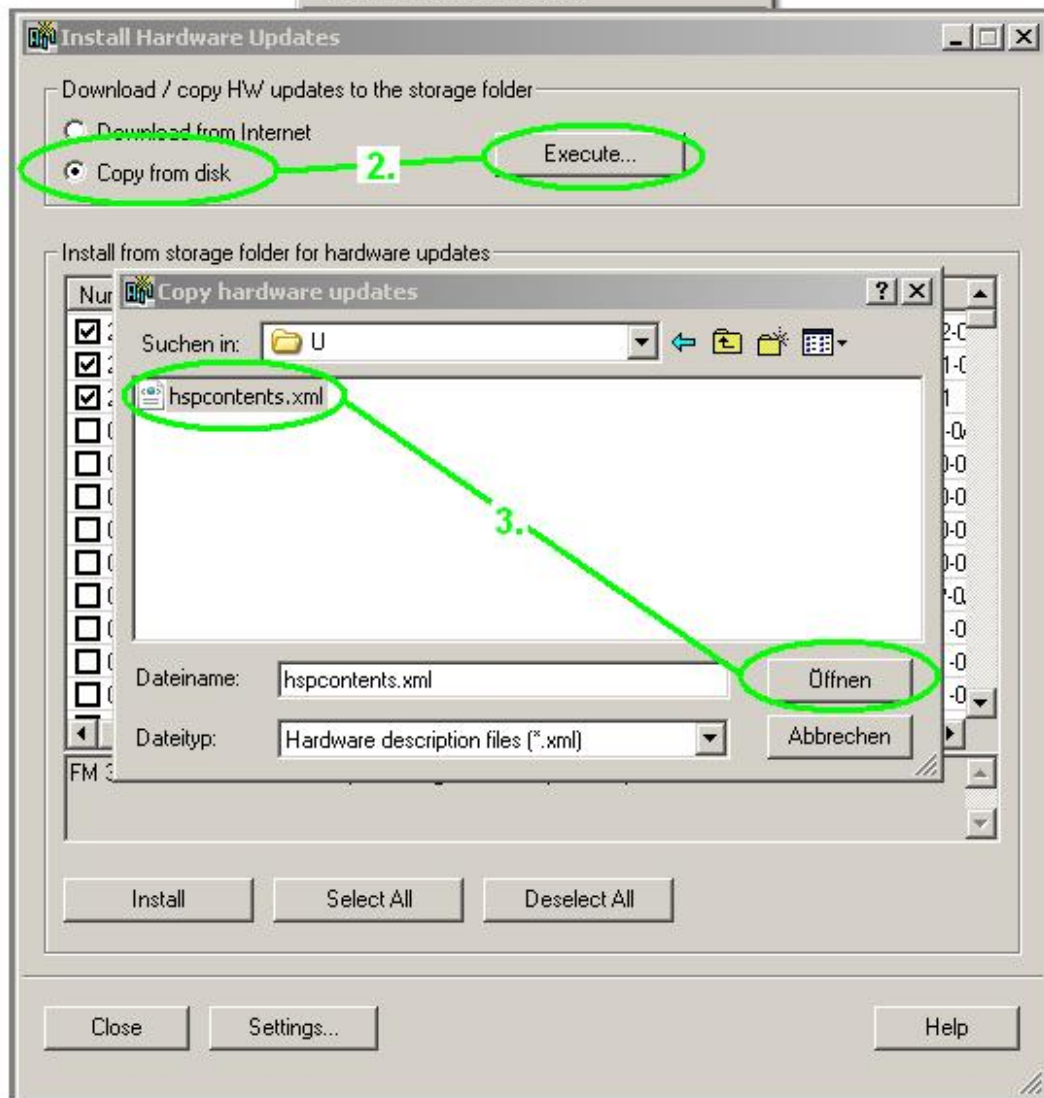 Install Hardware Updates
Download / copy HW updates to the storage folder
Download from Internet
Copy from disk
2.
Execute...
Install from storage folder for hardware updates
Copy hardware updates
Suchen in: U
hspcontents.xml
3.
Dateiname: hspcontents.xml Öffnen
Dateityp: Hardware description files (*.xml) Abbrechen
FM
Install Select All Deselect All
Close Settings... Help